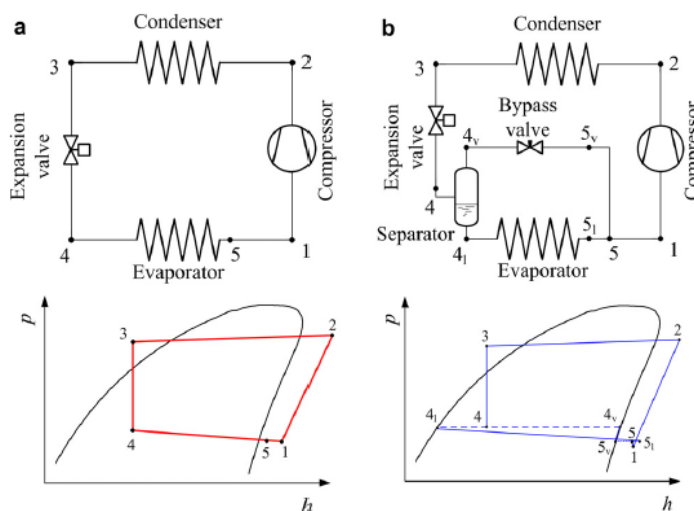 a
Condenser
3
2
Expansion
valve
Compressor
4
5
1
Evaporator
b
Condenser
3
2
Bypass
valve
4v
5v
Expansion
valve
Compressor
4
Separator
4l
5l
5
1
Evaporator
p
3
2
4
5
1
h
p
3
2
4l
4
4v
5
5v
5l
1
h